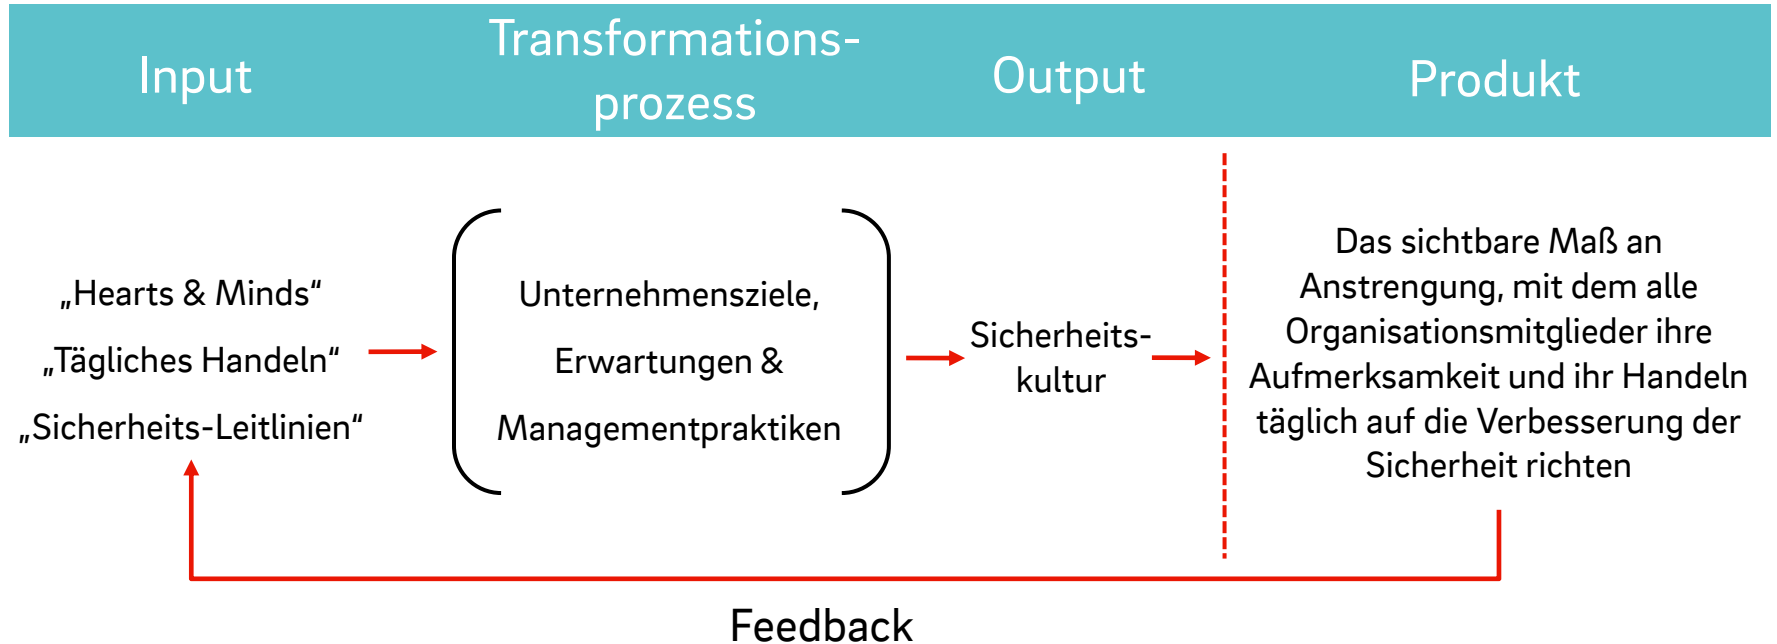 Input
Transformations-
prozess
Output
Produkt
„Hearts & Minds“
„Tägliches Handeln“
„Sicherheits-Leitlinien“
Unternehmensziele,
Erwartungen &
Managementpraktiken
Sicherheits-
kultur
Das sichtbare Maß an
Anstrengung, mit dem alle
Organisationsmitglieder ihre
Aufmerksamkeit und ihr Handeln
täglich auf die Verbesserung der
Sicherheit richten
Feedback